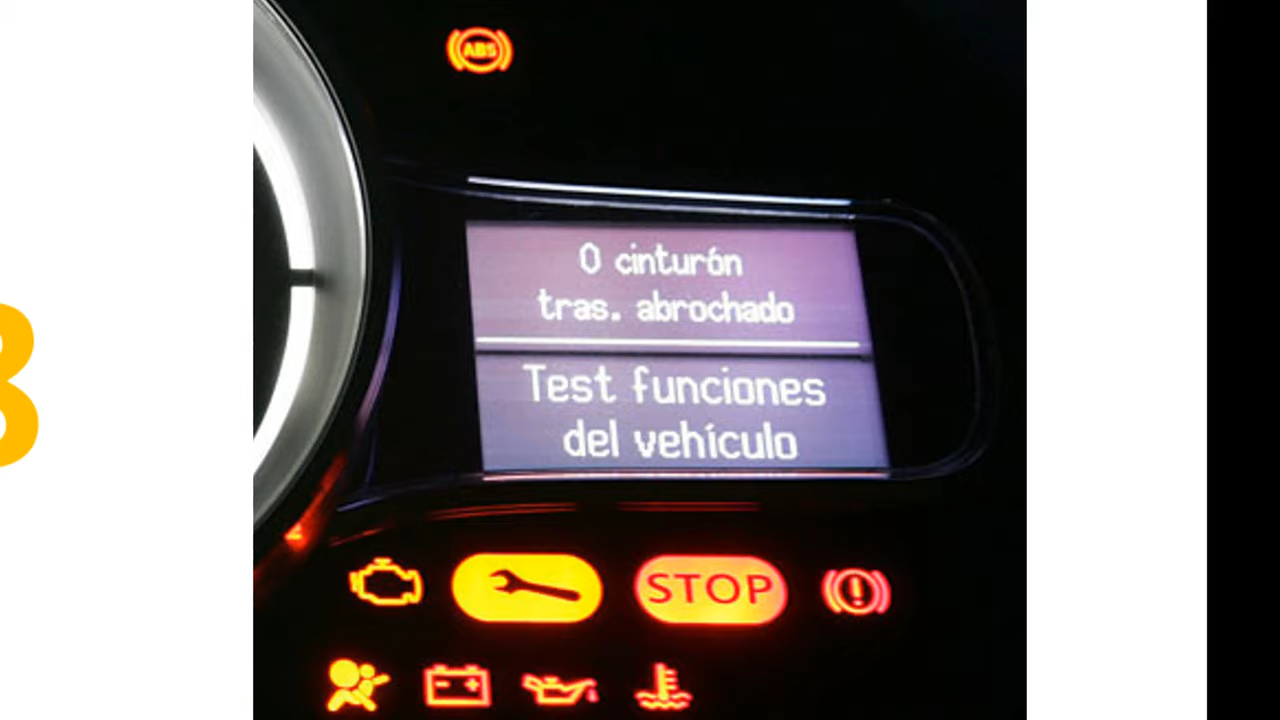 ABS
0 cinturón
tras. abrochado
Test funciones
del vehículo
STOP